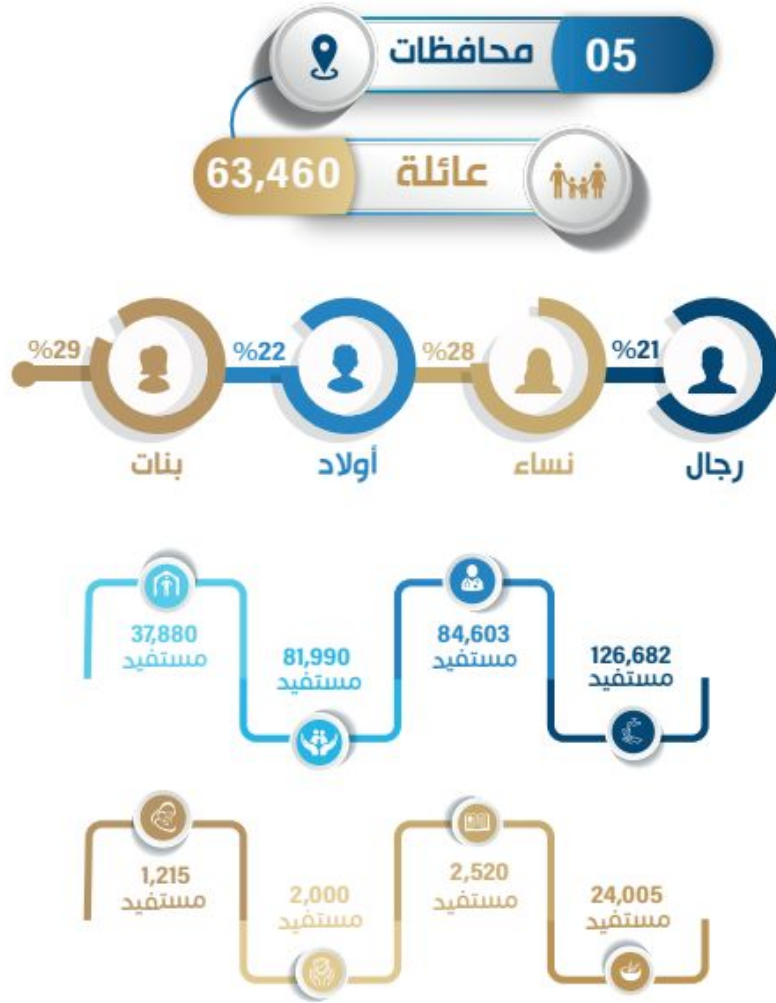 05 محافظات
63,460 عائلة
%21 %28 %22 %29
رجال نساء أولاد بنات
126,682
مستفيد
84,603
مستفيد
81,990
مستفيد
37,880
مستفيد
24,005
مستفيد
2,520
مستفيد
2,000
مستفيد
1,215
مستفيد